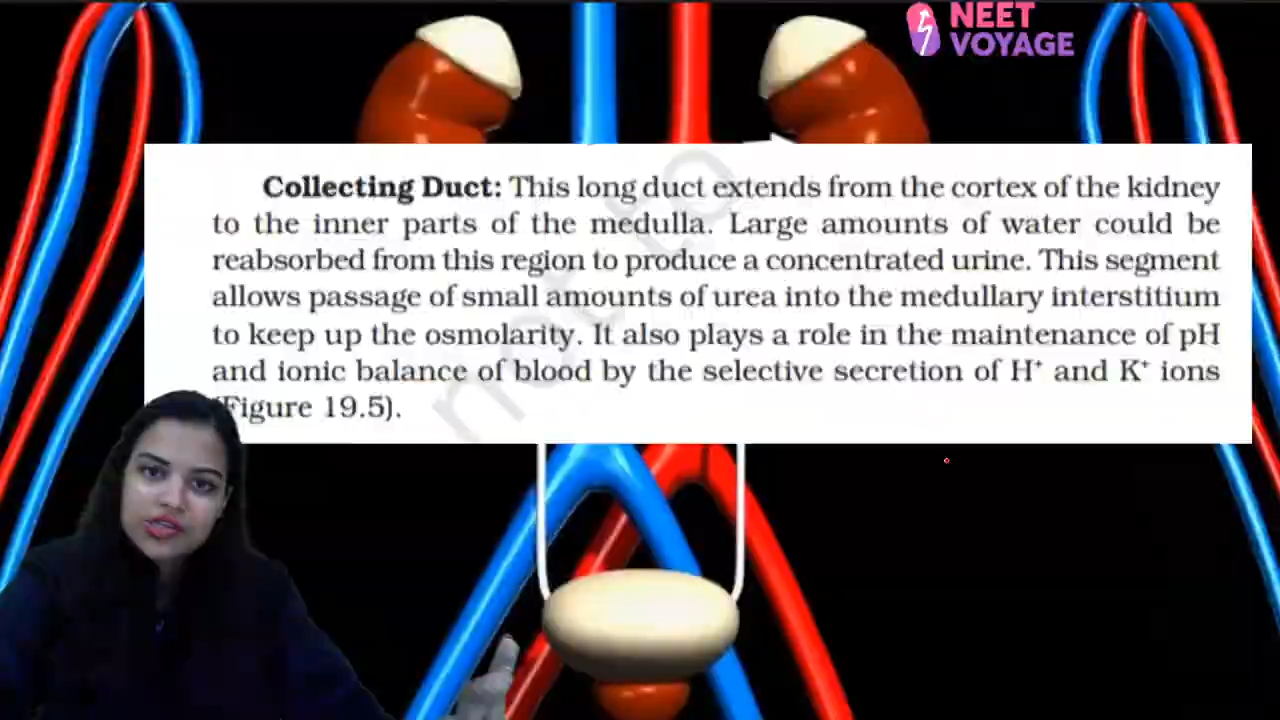 NEET
VOYAGE
Collecting Duct: This long duct extends from the cortex of the kidney
to the inner parts of the medulla. Large amounts of water could be
reabsorbed from this region to produce a concentrated urine. This segment
allows passage of small amounts of urea into the medullary interstitium
to keep up the osmolarity. It also plays a role in the maintenance of pH
and ionic balance of blood by the selective secretion of H⁺ and K⁺ ions
(Figure 19.5).
not to